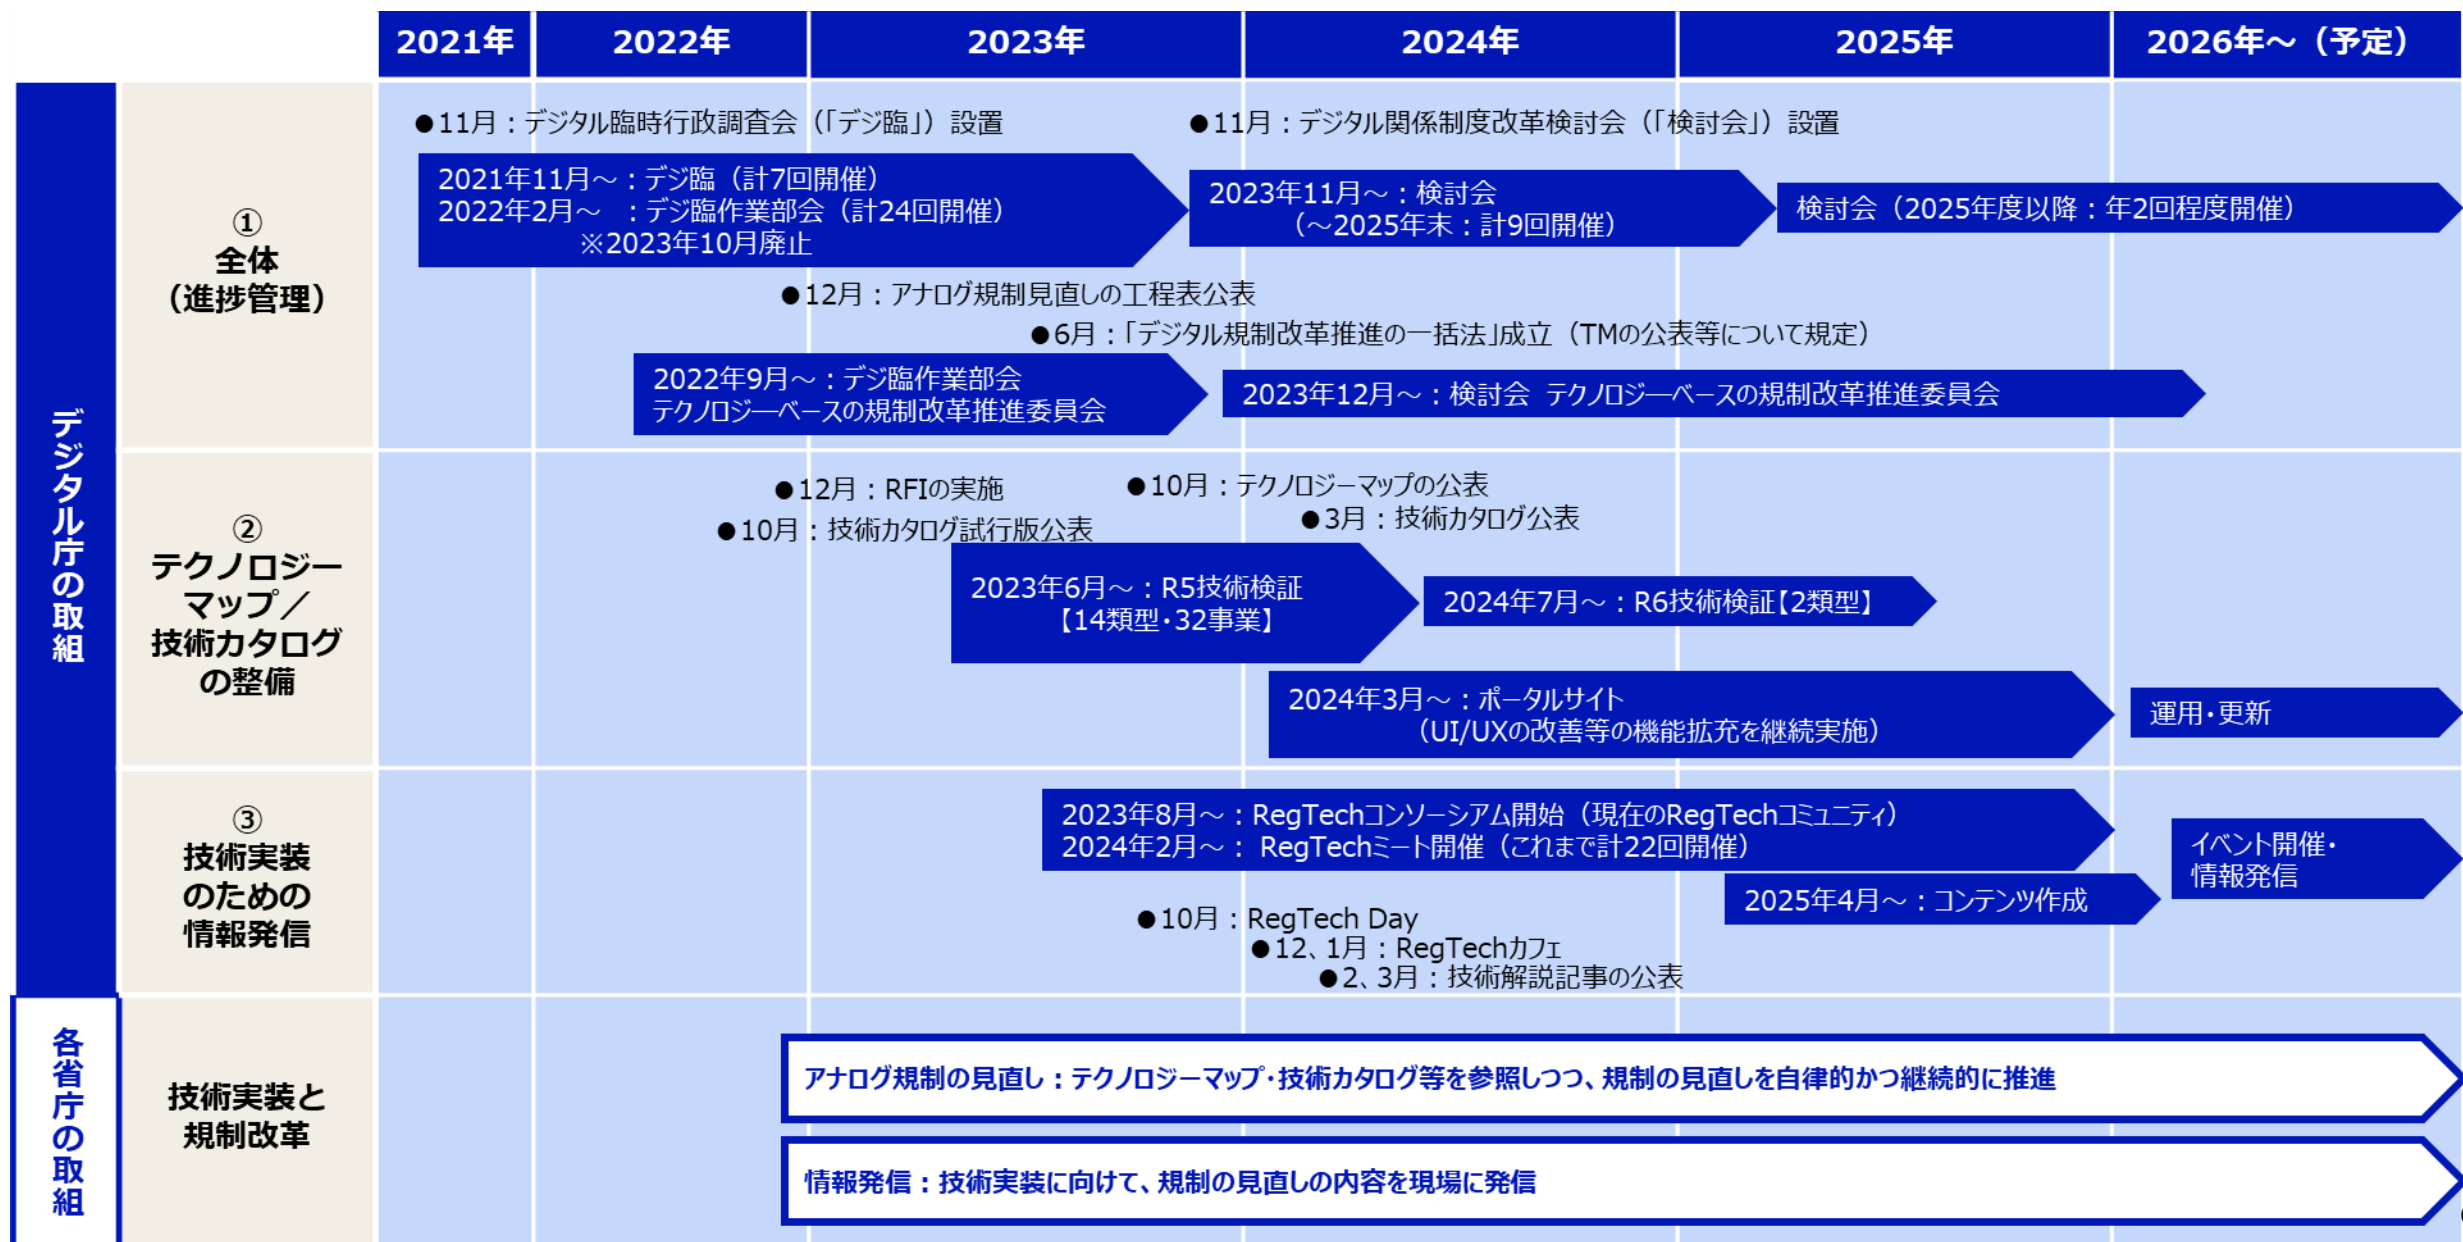 2021年
2022年
2023年
2024年
2025年
2026年～（予定）
デジタル庁の取組
①
全体
（進捗管理）
●11月：デジタル臨時行政調査会（「デジ臨」）設置
●11月：デジタル関係制度改革検討会（「検討会」）設置
2021年11月～：デジ臨（計7回開催）
2022年2月～　：デジ臨作業部会（計24回開催）
※2023年10月廃止
2023年11月～：検討会
（～2025年末：計9回開催）
検討会（2025年度以降：年2回程度開催）
●12月：アナログ規制見直しの工程表公表
●6月：「デジタル規制改革推進の一括法」成立（TMの公表等について規定）
2022年9月～：デジ臨作業部会
テクノロジ―ベースの規制改革推進委員会
2023年12月～：検討会 テクノロジ―ベースの規制改革推進委員会
②
テクノロジー
マップ／
技術カタログ
の整備
●12月：RFIの実施
●10月：テクノロジーマップの公表
●10月：技術カタログ試行版公表
●3月：技術カタログ公表
2023年6月～：R5技術検証
【14類型・32事業】
2024年7月～：R6技術検証【2類型】
2024年3月～：ポータルサイト
（UI/UXの改善等の機能拡充を継続実施）
運用・更新
③
技術実装
のための
情報発信
2023年8月～：RegTechコンソーシアム開始（現在のRegTechコミュニティ）
2024年2月～： RegTechミート開催（これまで計22回開催）
イベント開催・
情報発信
2025年4月～：コンテンツ作成
●10月：RegTech Day
●12、1月：RegTechカフェ
●2、3月：技術解説記事の公表
各省庁の取組
技術実装と
規制改革
アナログ規制の見直し：テクノロジーマップ・技術カタログ等を参照しつつ、規制の見直しを自律的かつ継続的に推進
情報発信：技術実装に向けて、規制の見直しの内容を現場に発信